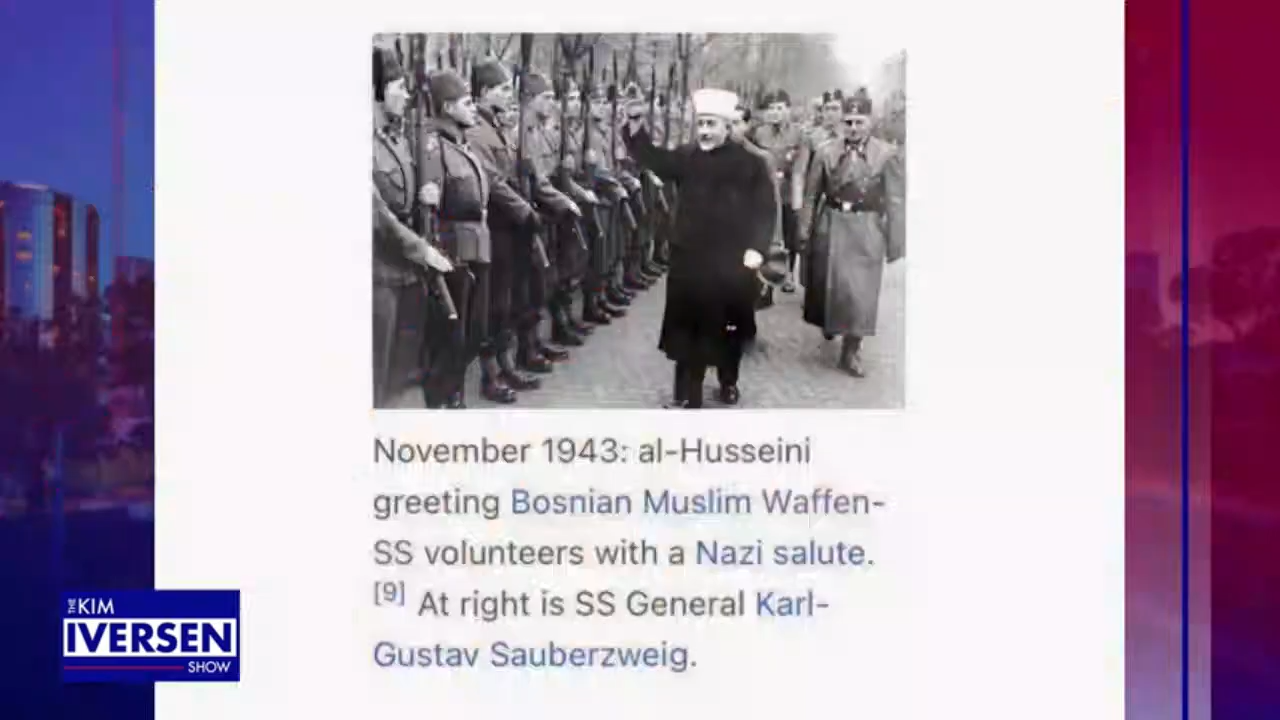 November 1943: al-Husseini
greeting Bosnian Muslim Waffen-
SS volunteers with a Nazi salute.
[9] At right is SS General Karl-
Gustav Sauberzweig.
THE KIM
IVERSEN
SHOW